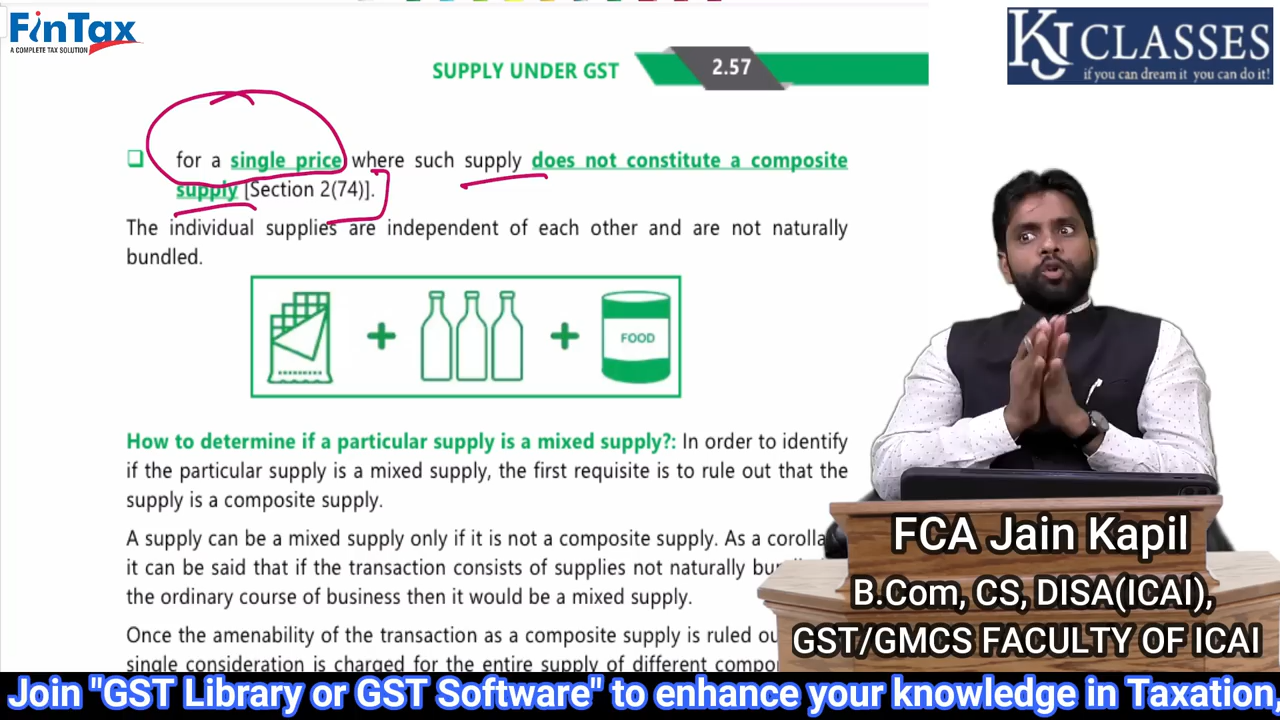 FinTax
A COMPLETE TAX SOLUTION
KJ CLASSES
if you can dream it you can do it!
SUPPLY UNDER GST 2.57
for a single price where such supply does not constitute a composite
supply [Section 2(74)].
The individual supplies are independent of each other and are not naturally
bundled.
FOOD
How to determine if a particular supply is a mixed supply?: In order to identify
if the particular supply is a mixed supply, the first requisite is to rule out that the
supply is a composite supply.
A supply can be a mixed supply only if it is not a composite supply. As a
it can be said that if the transaction consists of supplies not naturally
the ordinary course of business then it would be a mixed supply.
Once the amenability of the transaction as a composite supply is ruled
single consideration is charged for the entire supply of different
FCA Jain Kapil
B.Com, CS, DISA(ICAI),
GST/GMCS FACULTY OF ICAI
Join "GST Library or GST Software" to enhance your knowledge in Taxation,